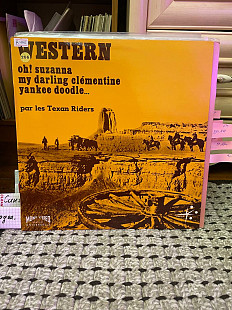 WESTERN
oh! suzanna
my darling clémentine
yankee doodle...
par les Texan Riders